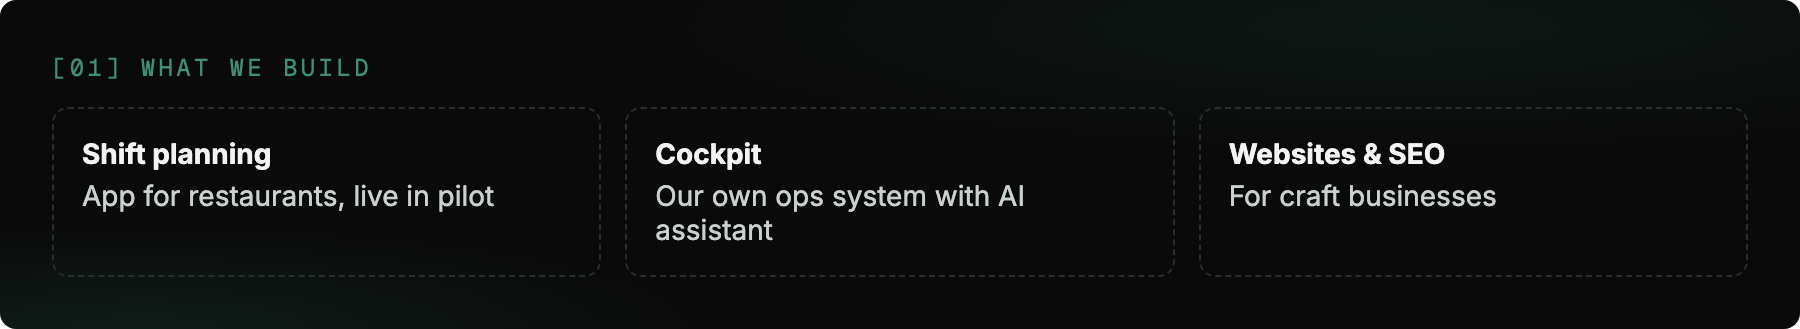 [01] WHAT WE BUILD
Shift planning
App for restaurants, live in pilot
Cockpit
Our own ops system with AI
assistant
Websites & SEO
For craft businesses